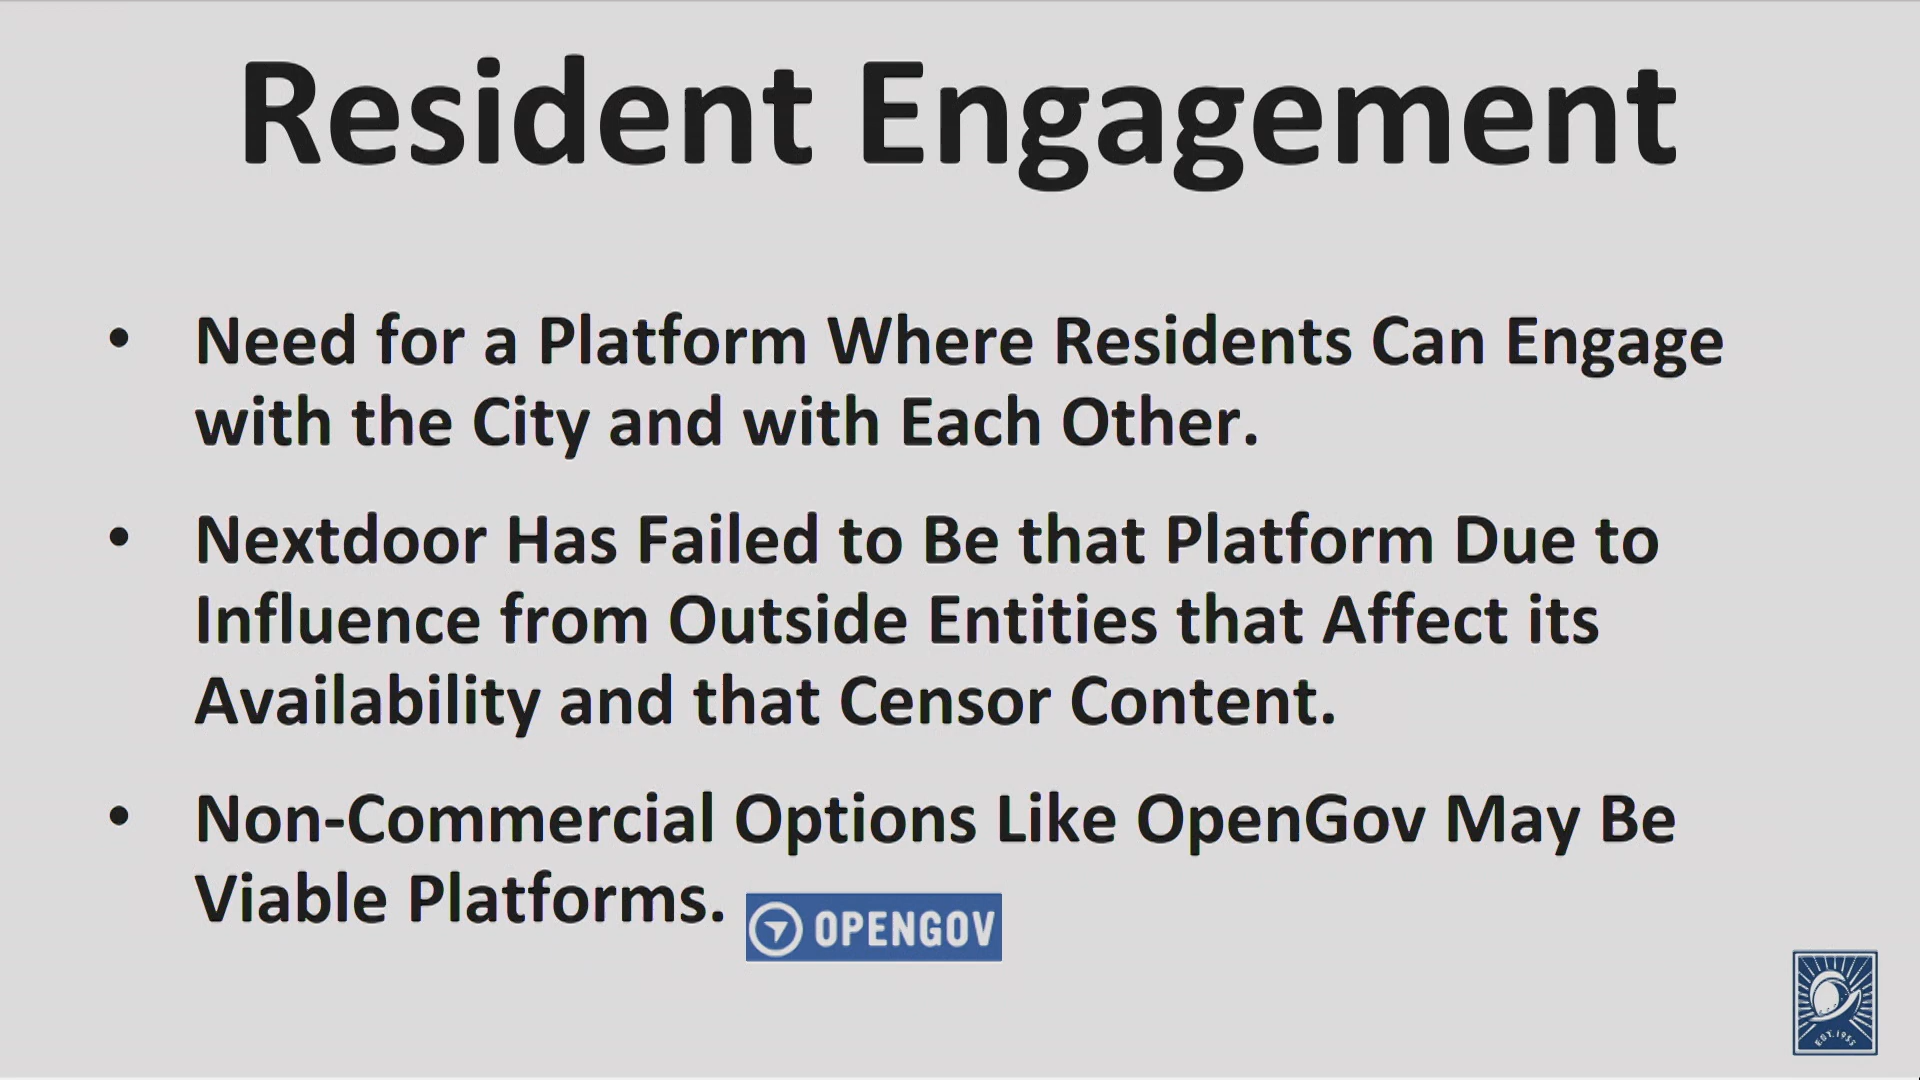 Resident Engagement
• Need for a Platform Where Residents Can Engage
with the City and with Each Other.
• Nextdoor Has Failed to Be that Platform Due to
Influence from Outside Entities that Affect its
Availability and that Censor Content.
• Non-Commercial Options Like OpenGov May Be
Viable Platforms.
OPENGOV
EST. 1955